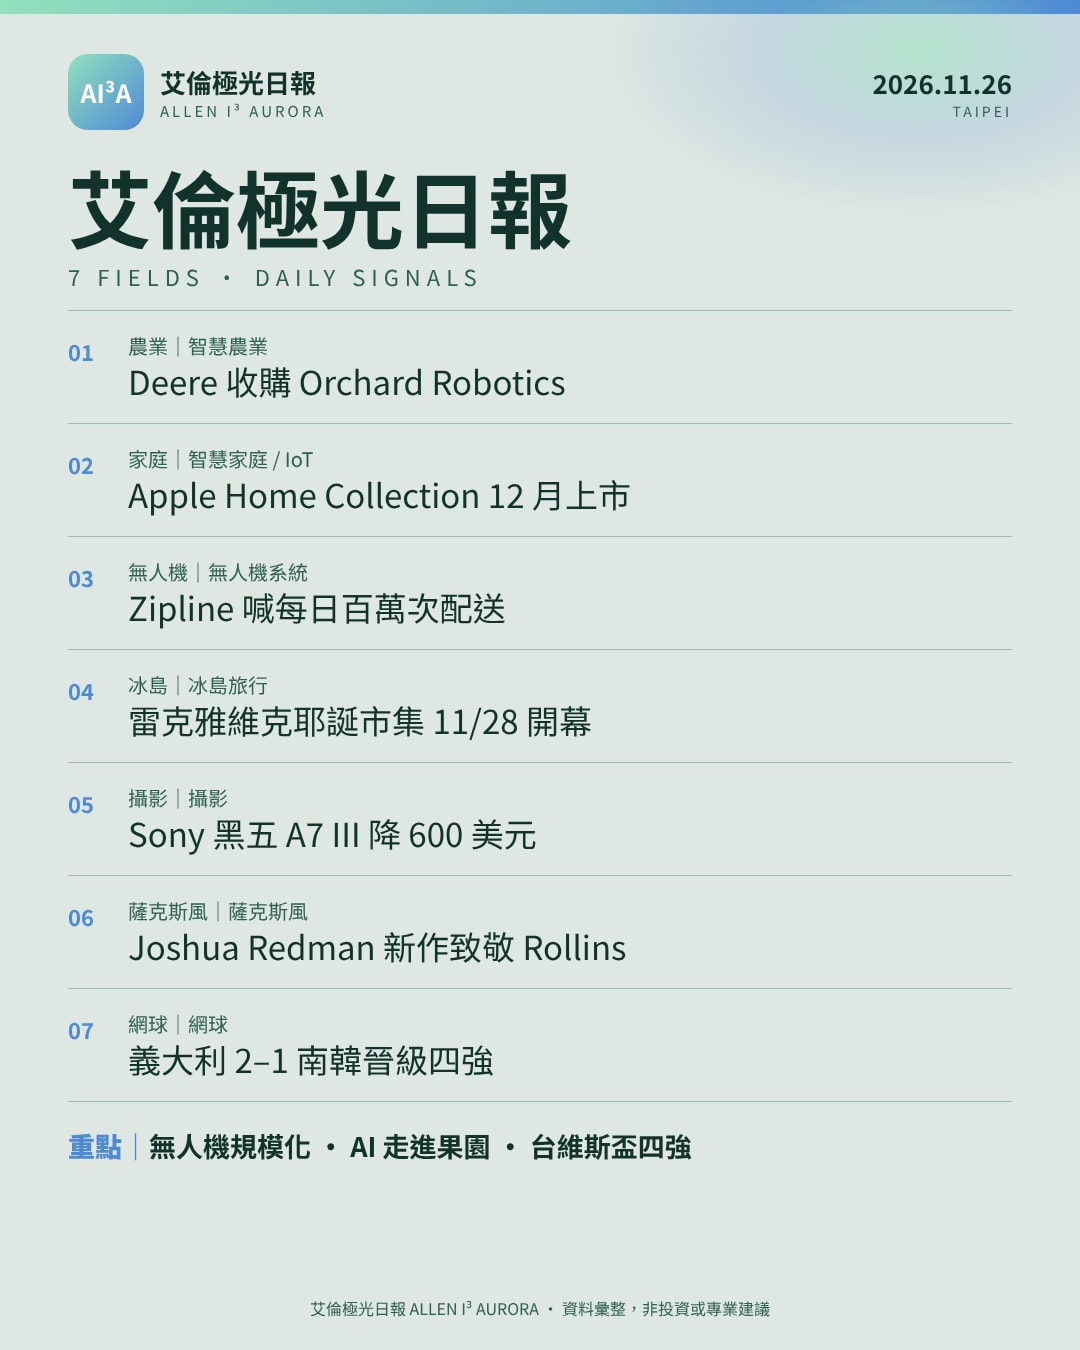 AI³A
艾倫極光日報
ALLEN I³ AURORA
2026.11.26
TAIPEI
艾倫極光日報
7 FIELDS ・ DAILY SIGNALS
01
農業｜智慧農業
Deere 收購 Orchard Robotics
02
家庭｜智慧家庭 / IoT
Apple Home Collection 12 月上市
03
無人機｜無人機系統
Zipline 喊每日百萬次配送
04
冰島｜冰島旅行
雷克雅維克耶誕市集 11/28 開幕
05
攝影｜攝影
Sony 黑五 A7 III 降 600 美元
06
薩克斯風｜薩克斯風
Joshua Redman 新作致敬 Rollins
07
網球｜網球
義大利 2–1 南韓晉級四強
重點｜無人機規模化 ・ AI 走進果園 ・ 台維斯盃四強
艾倫極光日報 ALLEN I³ AURORA ・ 資料彙整，非投資或專業建議